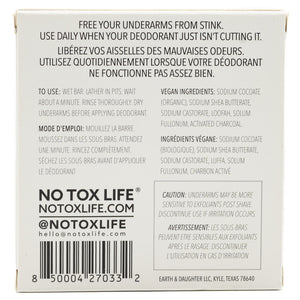 FREE YOUR UNDERARMS FROM STINK.
USE DAILY WHEN YOUR DEODORANT JUST ISN'T CUTTING IT.
LIBÉREZ VOS AISSELLES DES MAUVAISES ODEURS.
UTILISEZ QUOTIDIENNEMENT LORSQUE VOTRE DÉODORANT
NE FONCTIONNE PAS ASSEZ BIEN.
TO USE: WET BAR. LATHER IN PITS. WAIT
ABOUT A MINUTE. RINSE THOROUGHLY. DRY
UNDERARMS BEFORE APPLYING DEODORANT.
MODE D'EMPLOI: MOUILLEZ LA BARRE
MOUSSEZ DANS LES SOUS BRAS. ATTENDEZ
UNE MINUTE. RINCEZ COMPLÈTEMENT.
SÉCHEZ LES SOUS BRAS AVANT D'APPLIQUER
LE DÉODORANT
VEGAN INGREDIENTS: SODIUM COCOATE
(ORGANIC), SODIUM SHEA BUTTERATE,
SODIUM CASTORATE, LOOFAH, SODIUM
FULLONATE, ACTIVATED CHARCOAL
INGRÉDIENTS VÉGANE: SODIUM COCOATE
(BIOLOGIQUE), SODIUM SHEA BUTTERATE,
SODIUM CASTORATE, LUFFA, SODIUM
FULLONATE, CHARBON ACTIVÉ
NO TOX LIFE®
NOTOXLIFE.COM
@NOTOXLIFE
hello@notoxlife.com
8 50004 27033 2
CAUTION: UNDERARMS MAY BE MORE
SENSITIVE TO EXFOLIANTS POST SHAVE.
DISCONTINUE USE IF IRRITATION OCCURS
AVERTISSEMENT: LES SOUS BRAS
PEUVENT ÊTRE SENSIBLES AUX EXFOLIANTS
APRÈS LE RASAGE. DISCONTINUER
L'UTILISATION EN CAS D'IRRITATION
EARTH & DAUGHTER LLC, KYLE, TEXAS 78640